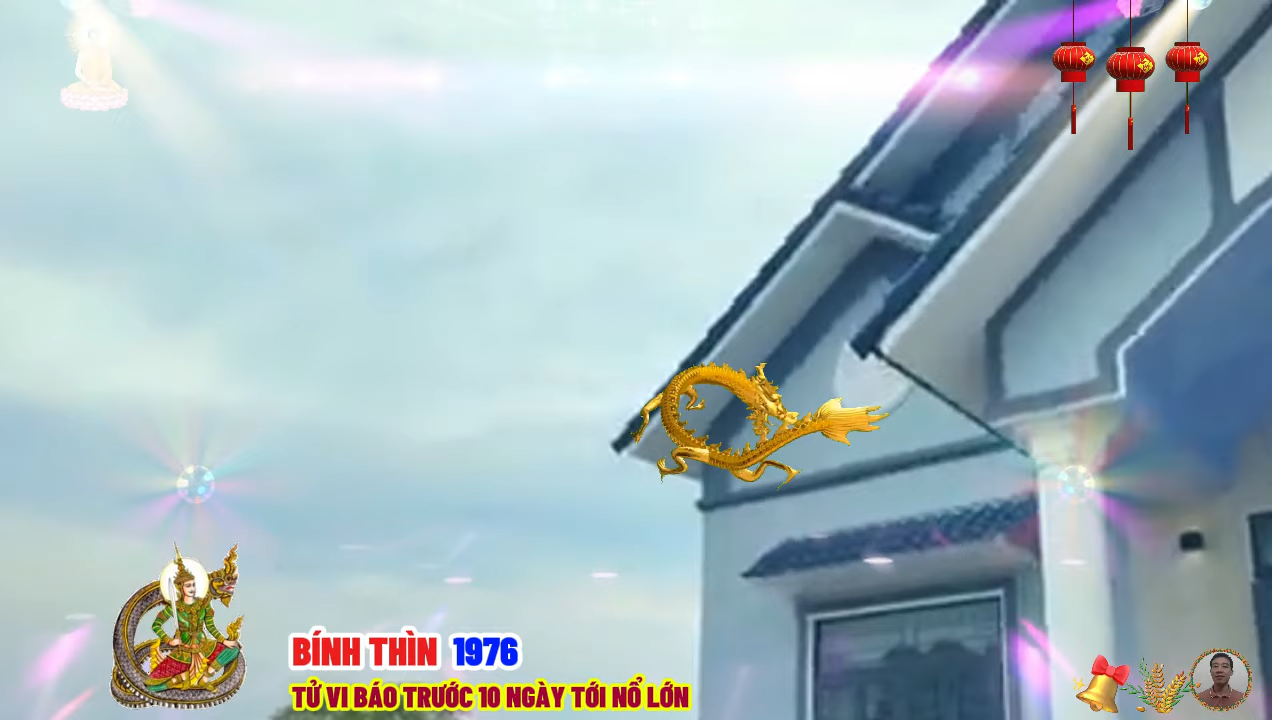 BÍNH THÌN 1976
TỬ VI BÁO TRƯỚC 10 NGÀY TỚI NỔ LỚN